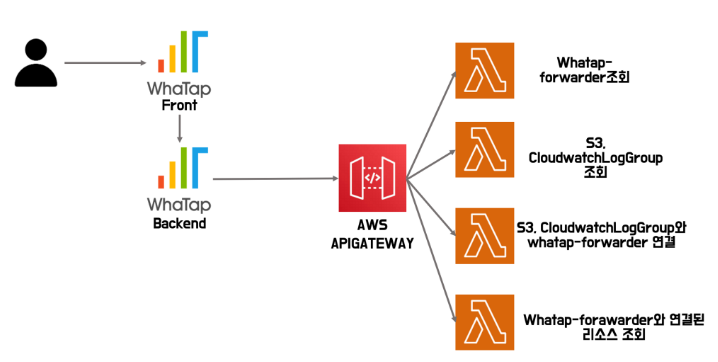 WhaTap
Front
WhaTap
Backend
</>
AWS
APIGATEWAY
Whatap-
forwarder조회
S3,
CloudwatchLogGroup
조회
S3, CloudwatchLogGroup와
whatap-forwarder 연결
Whatap-forawarder와 연결된
리소스 조회